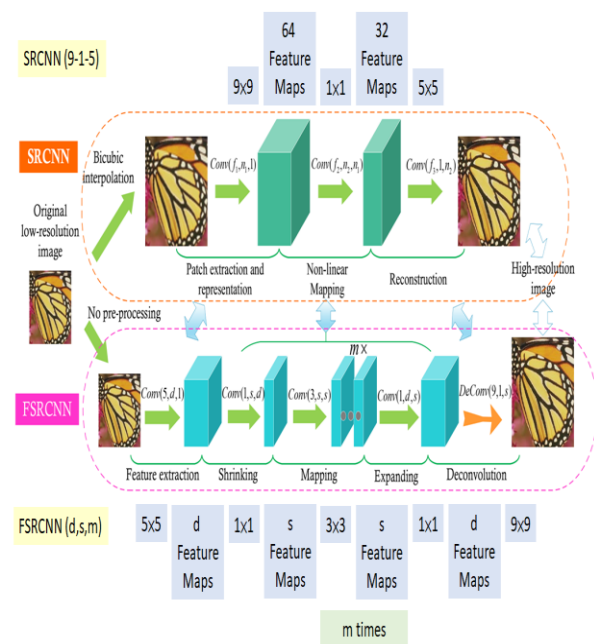 64
Feature
Maps
32
Feature
Maps
SRCNN (9-1-5)
9x9
1x1
5x5
SRCNN
Bicubic
interpolation
Conv(f₁,n₁,1)
Conv(f₂,n₂,n₁)
Conv(f₃,1,n₂)
Original
low-resolution
image
Patch extraction and
representation
Non-linear
Mapping
Reconstruction
High-resolution
image
No pre-processing
m×
FSRCNN
Conv(5,d,1)
Conv(1,s,d)
Conv(3,s,s)
Conv(1,d,s)
DeConv(9,1,s)
Feature extraction
Shrinking
Mapping
Expanding
Deconvolution
FSRCNN (d,s,m)
5x5
d
Feature
Maps
1x1
s
Feature
Maps
3x3
s
Feature
Maps
1x1
d
Feature
Maps
9x9
m times